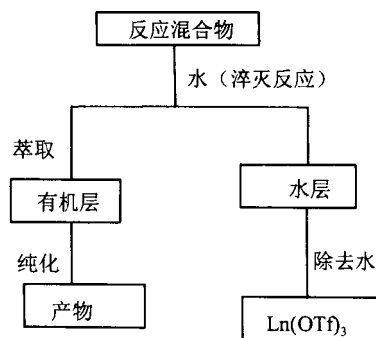 反应混合物
水（淬灭反应）
萃取
有机层
水层
纯化
除去水
产物
Ln(OTf)₃